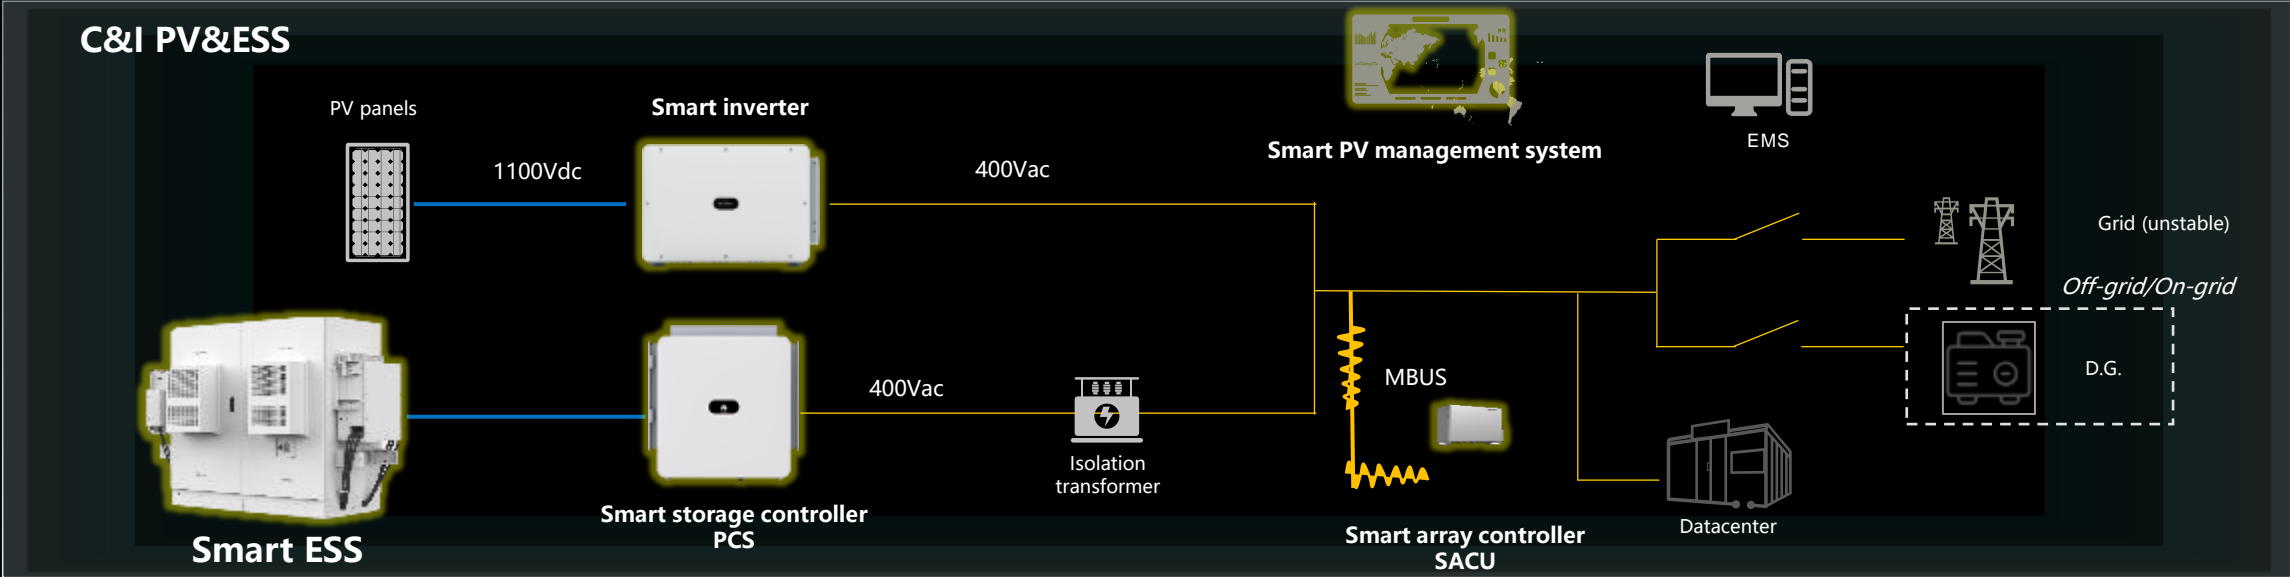 C&I PV&ESS
PV panels
Smart inverter
1100Vdc
400Vac
Smart PV management system
EMS
Grid (unstable)
Off-grid/On-grid
D.G.
400Vac
MBUS
Isolation
transformer
Smart storage controller
PCS
Smart ESS
Smart array controller
SACU
Datacenter